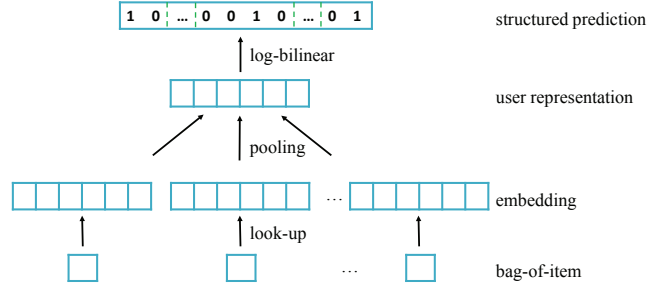 1 0 ... 0 0 1 0 ... 0 1 structured prediction
log-bilinear
user representation
pooling
... embedding
look-up
... bag-of-item